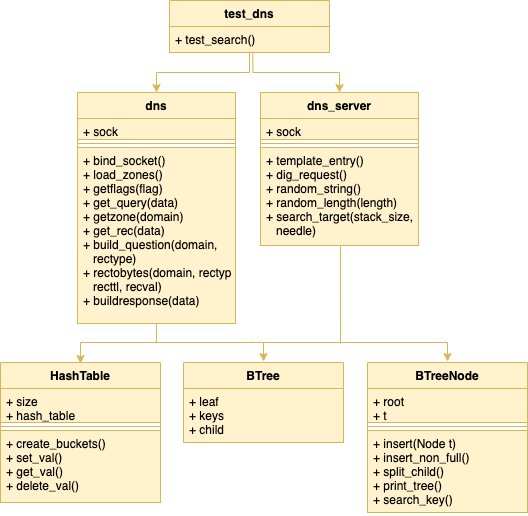 test_dns
+ test_search()
dns
+ sock
+ bind_socket()
+ load_zones()
+ getflags(flag)
+ get_query(data)
+ getzone(domain)
+ get_rec(data)
+ build_question(domain,
rectype)
+ rectobytes(domain, rectyp
recttl, recval)
+ buildresponse(data)
dns_server
+ sock
+ template_entry()
+ dig_request()
+ random_string()
+ random_length(length)
+ search_target(stack_size,
needle)
HashTable
+ size
+ hash_table
+ create_buckets()
+ set_val()
+ get_val()
+ delete_val()
BTree
+ leaf
+ keys
+ child
BTreeNode
+ root
+ t
+ insert(Node t)
+ insert_non_full()
+ split_child()
+ print_tree()
+ search_key()